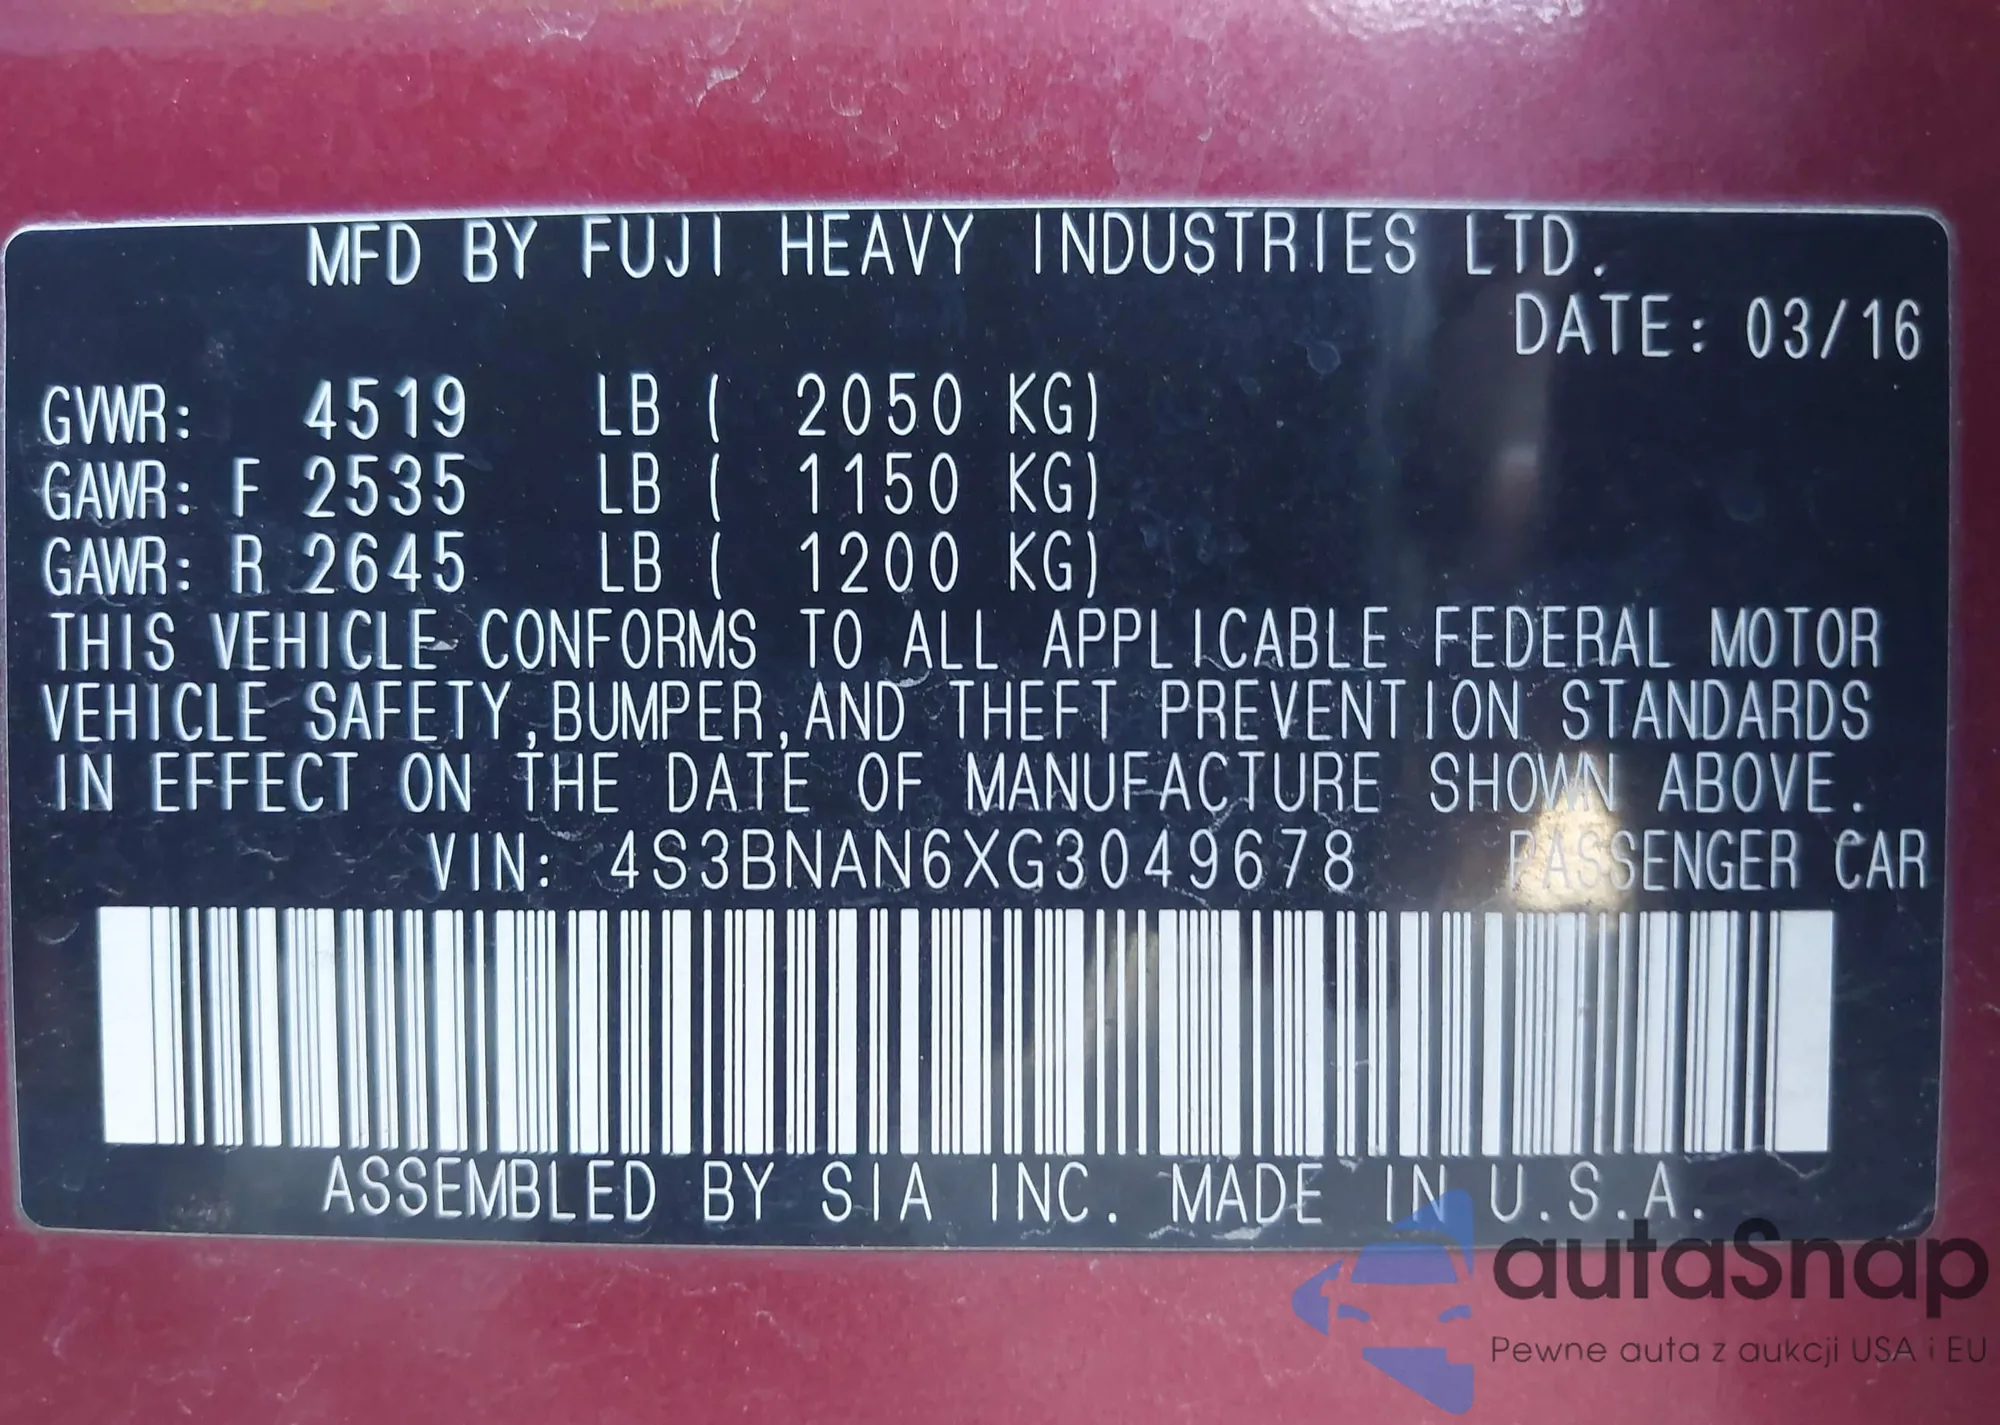 MFD BY FUJI HEAVY INDUSTRIES LTD.
DATE: 03/16
GVWR: 4519 LB ( 2050 KG)
GAWR: F 2535 LB ( 1150 KG)
GAWR: R 2645 LB ( 1200 KG)
THIS VEHICLE CONFORMS TO ALL APPLICABLE FEDERAL MOTOR
VEHICLE SAFETY,BUMPER,AND THEFT PREVENTION STANDARDS
IN EFFECT ON THE DATE OF MANUFACTURE SHOWN ABOVE.
VIN: 4S3BNAN6XG3049678 PASSENGER CAR
ASSEMBLED BY SIA INC. MADE IN U.S.A.
autaSnap
Pewne auta z aukcji USA i EU